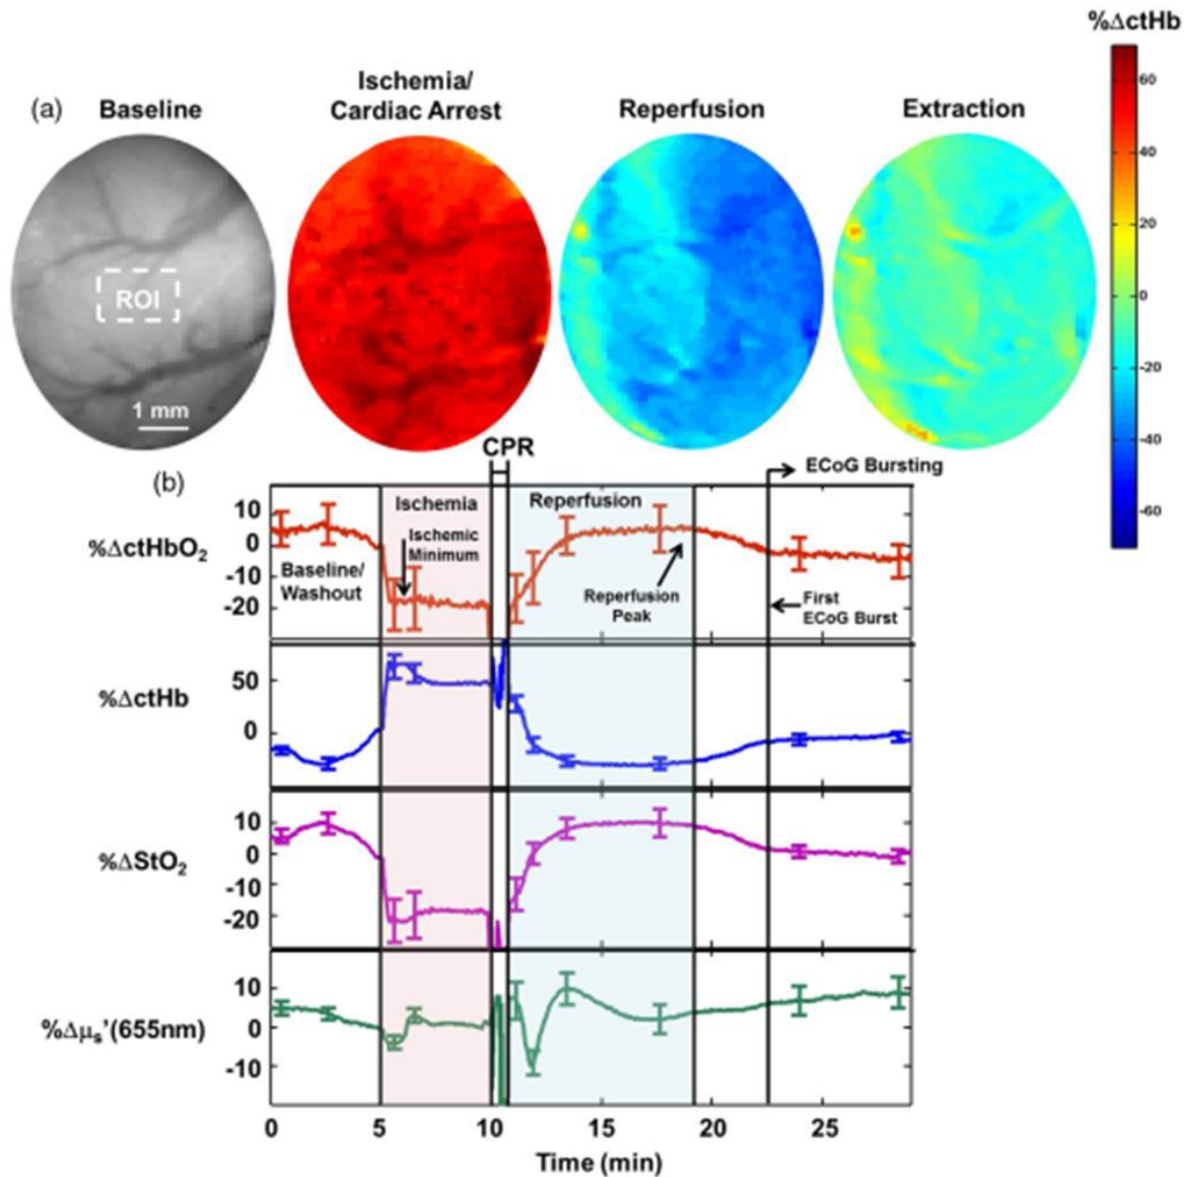 %ΔctHb
Ischemia/
(a) Baseline Cardiac Arrest Reperfusion Extraction
60
40
20
0
-20
-40
-60
ROI
1 mm
CPR
(b)
ECoG Bursting
Ischemia
Reperfusion
%ΔctHbO₂
10
0
-10
-20
Baseline/
Washout
Ischemic
Minimum
Reperfusion
Peak
First
ECoG Burst
%ΔctHb
50
0
%ΔStO₂
10
0
-10
-20
%Δμₛ'(655nm)
10
0
-10
0 5 10 15 20 25
Time (min)